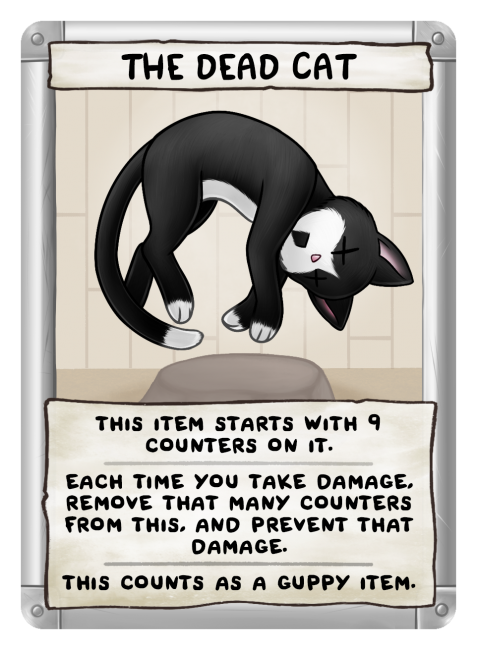 THE DEAD CAT
THIS ITEM STARTS WITH 9
COUNTERS ON IT.
EACH TIME YOU TAKE DAMAGE,
REMOVE THAT MANY COUNTERS
FROM THIS, AND PREVENT THAT
DAMAGE.
THIS COUNTS AS A GUPPY ITEM.